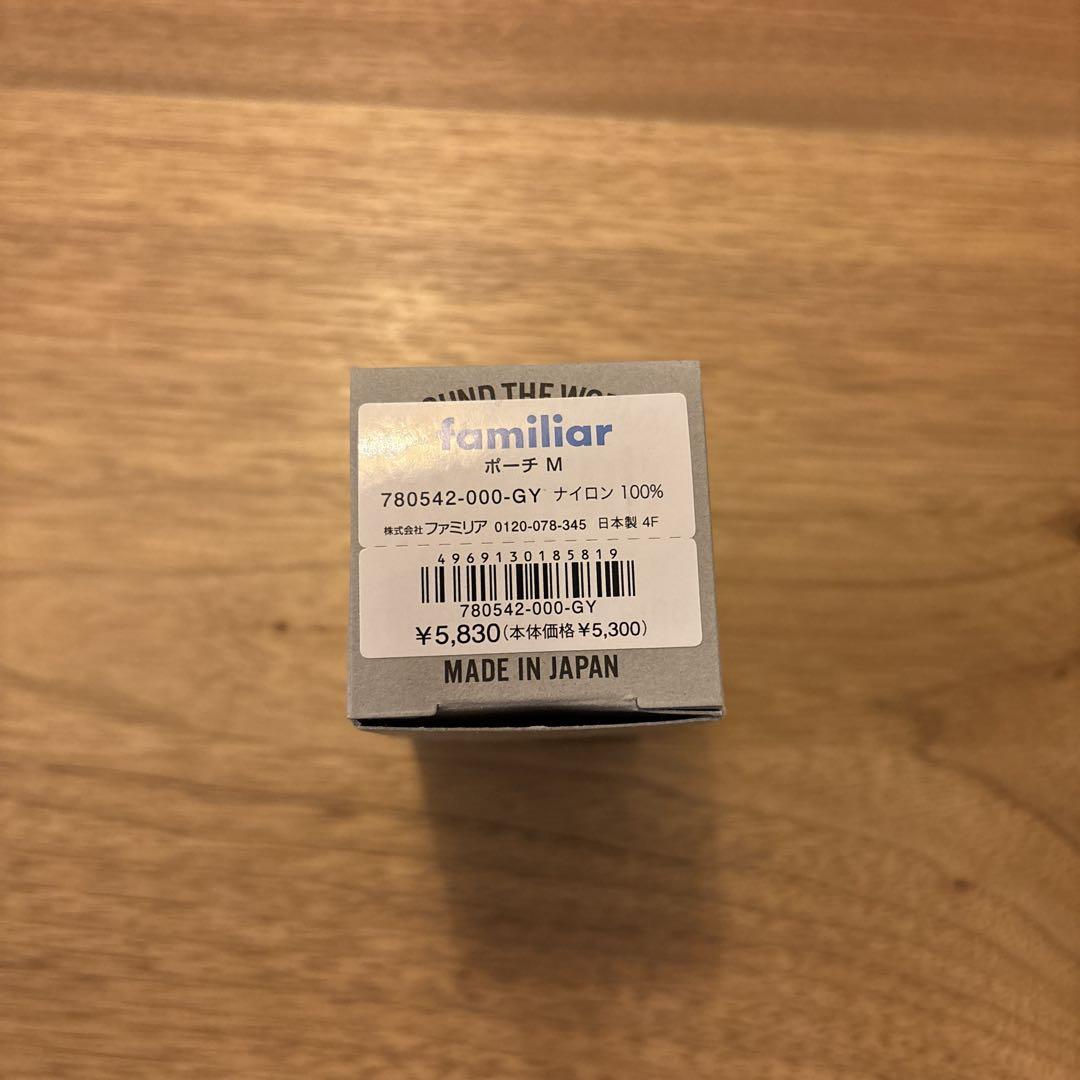 THE
familiar
ポーチ M
780542-000-GY ナイロン 100%
株式会社 ファミリア 0120-078-345 日本製 4F
4969130185819
780542-000-GY
¥5,830(本体価格¥5,300)
MADE IN JAPAN